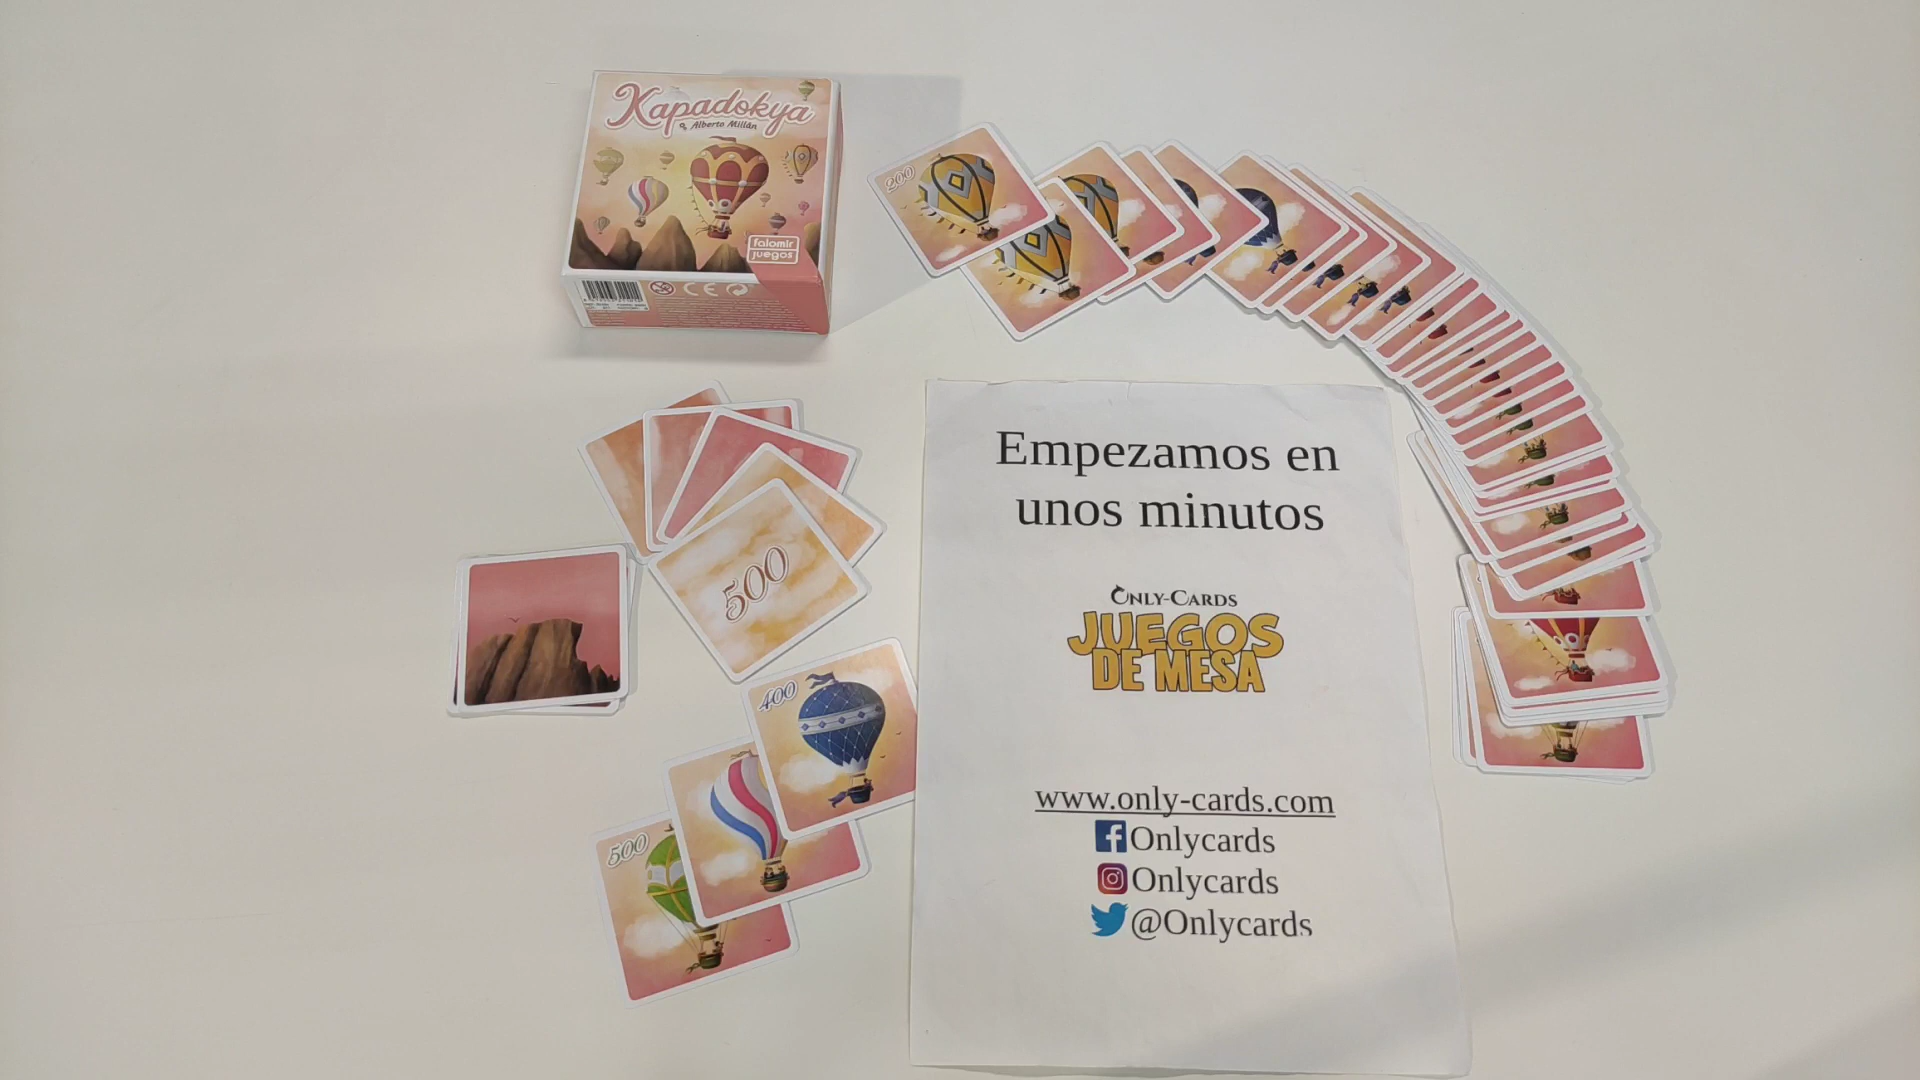 Kapadokya
Alberto Millán
falomir
juegos
CE
200
500
400
500
Empezamos en
unos minutos
ONLY-CARDS
JUEGOS
DE MESA
www.only-cards.com
Onlycards
Onlycards
@Onlycards